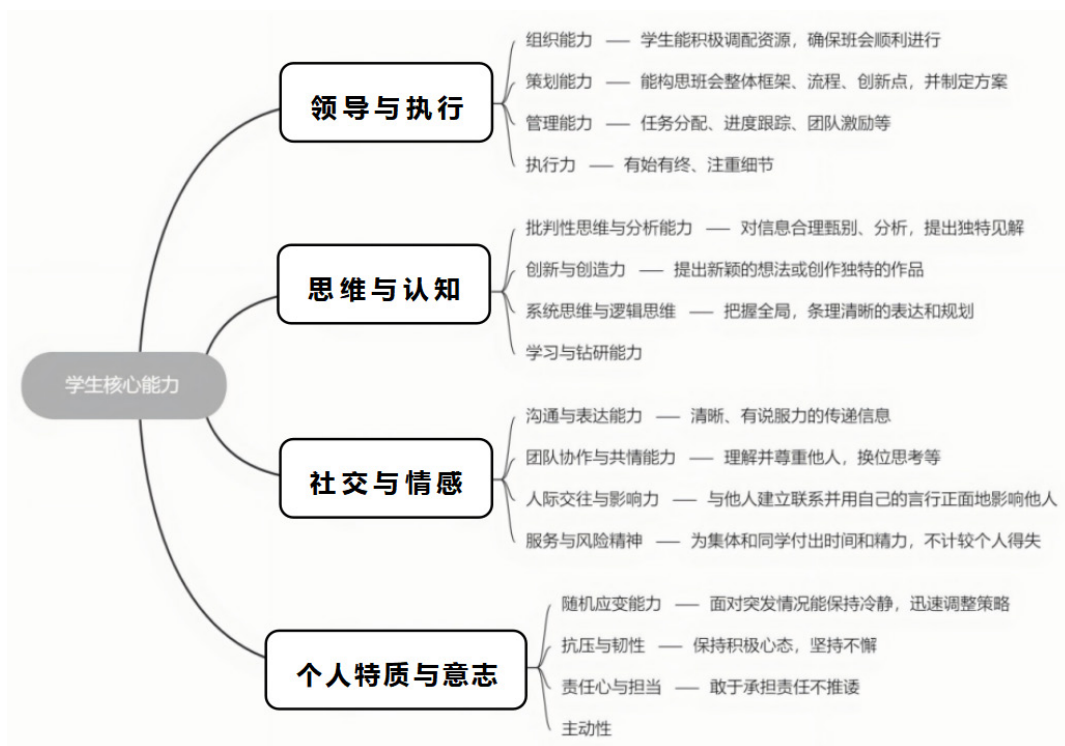 学生核心能力
领导与执行
组织能力 — 学生能积极调配资源，确保班会顺利进行
策划能力 — 能构思班会整体框架、流程、创新点，并制定方案
管理能力 — 任务分配、进度跟踪、团队激励等
执行力 — 有始有终、注重细节
思维与认知
批判性思维与分析能力 — 对信息合理甄别、分析，提出独特见解
创新与创造力 — 提出新颖的想法或创作独特的作品
系统思维与逻辑思维 — 把握全局，条理清晰的表达和规划
学习与钻研能力
社交与情感
沟通与表达能力 — 清晰、有说服力的传递信息
团队协作与共情能力 — 理解并尊重他人，换位思考等
人际交往与影响力 — 与他人建立联系并用自己的言行正面地影响他人
服务与风险精神 — 为集体和同学付出时间和精力，不计较个人得失
个人特质与意志
随机应变能力 — 面对突发情况能保持冷静，迅速调整策略
抗压与韧性 — 保持积极心态，坚持不懈
责任心与担当 — 敢于承担责任不推诿
主动性